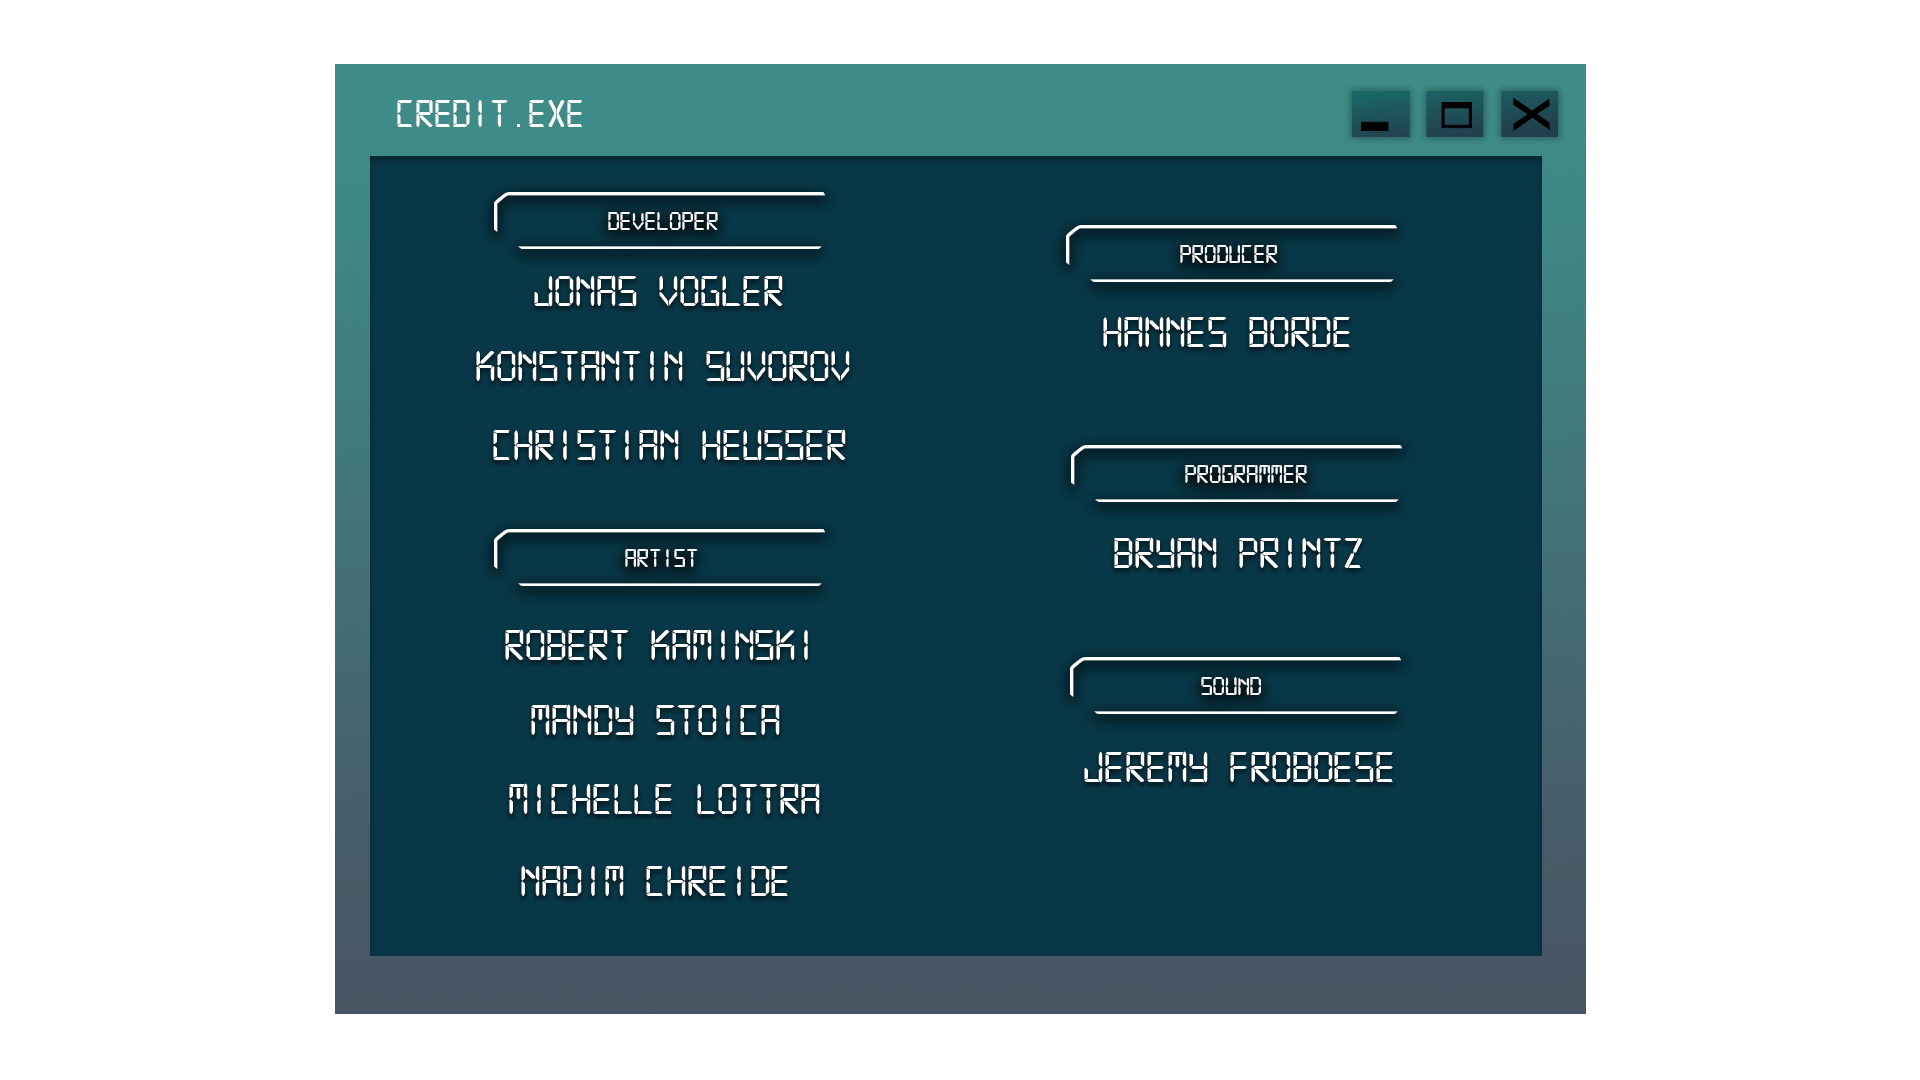 CREDIT.EXE
DEVELOPER
JONAS VOGLER
KONSTANTIN SUVOROV
CHRISTIAN HEUSSER
ARTIST
ROBERT KAMINSKI
MANDY STOICA
MICHELLE LOTTRA
NADIM CHREIDE
PRODUCER
HANNES BORDE
PROGRAMMER
BRYAN PRINTZ
SOUND
JEREMY FROBOESE